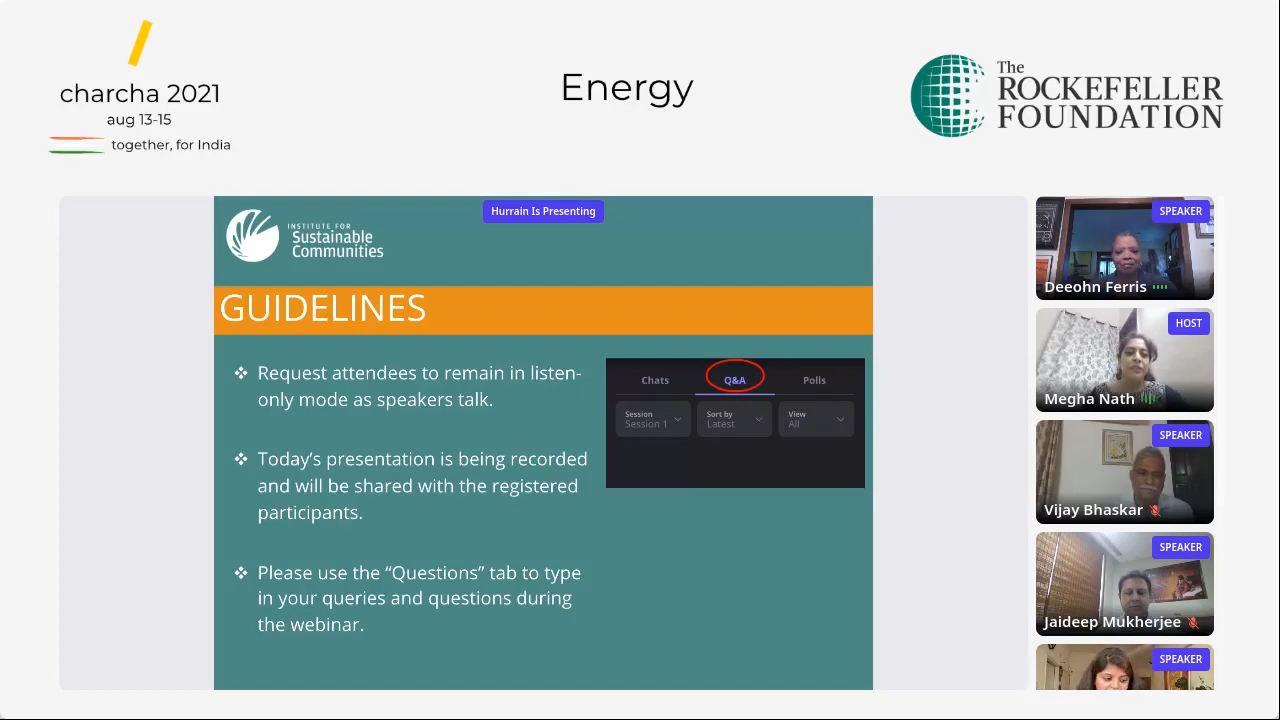 charcha 2021
aug 13-15
together, for India
Energy
The
ROCKEFELLER
FOUNDATION
Hurrain Is Presenting
INSTITUTE FOR
Sustainable
Communities
GUIDELINES
❖ Request attendees to remain in listen-
only mode as speakers talk.
❖ Today’s presentation is being recorded
and will be shared with the registered
participants.
❖ Please use the “Questions” tab to type
in your queries and questions during
the webinar.
Chats Q&A Polls
Session Sort by View
Session 1 Latest All
SPEAKER
Deeohn Ferris
HOST
Megha Nath
SPEAKER
Vijay Bhaskar
SPEAKER
Jaideep Mukherjee
SPEAKER